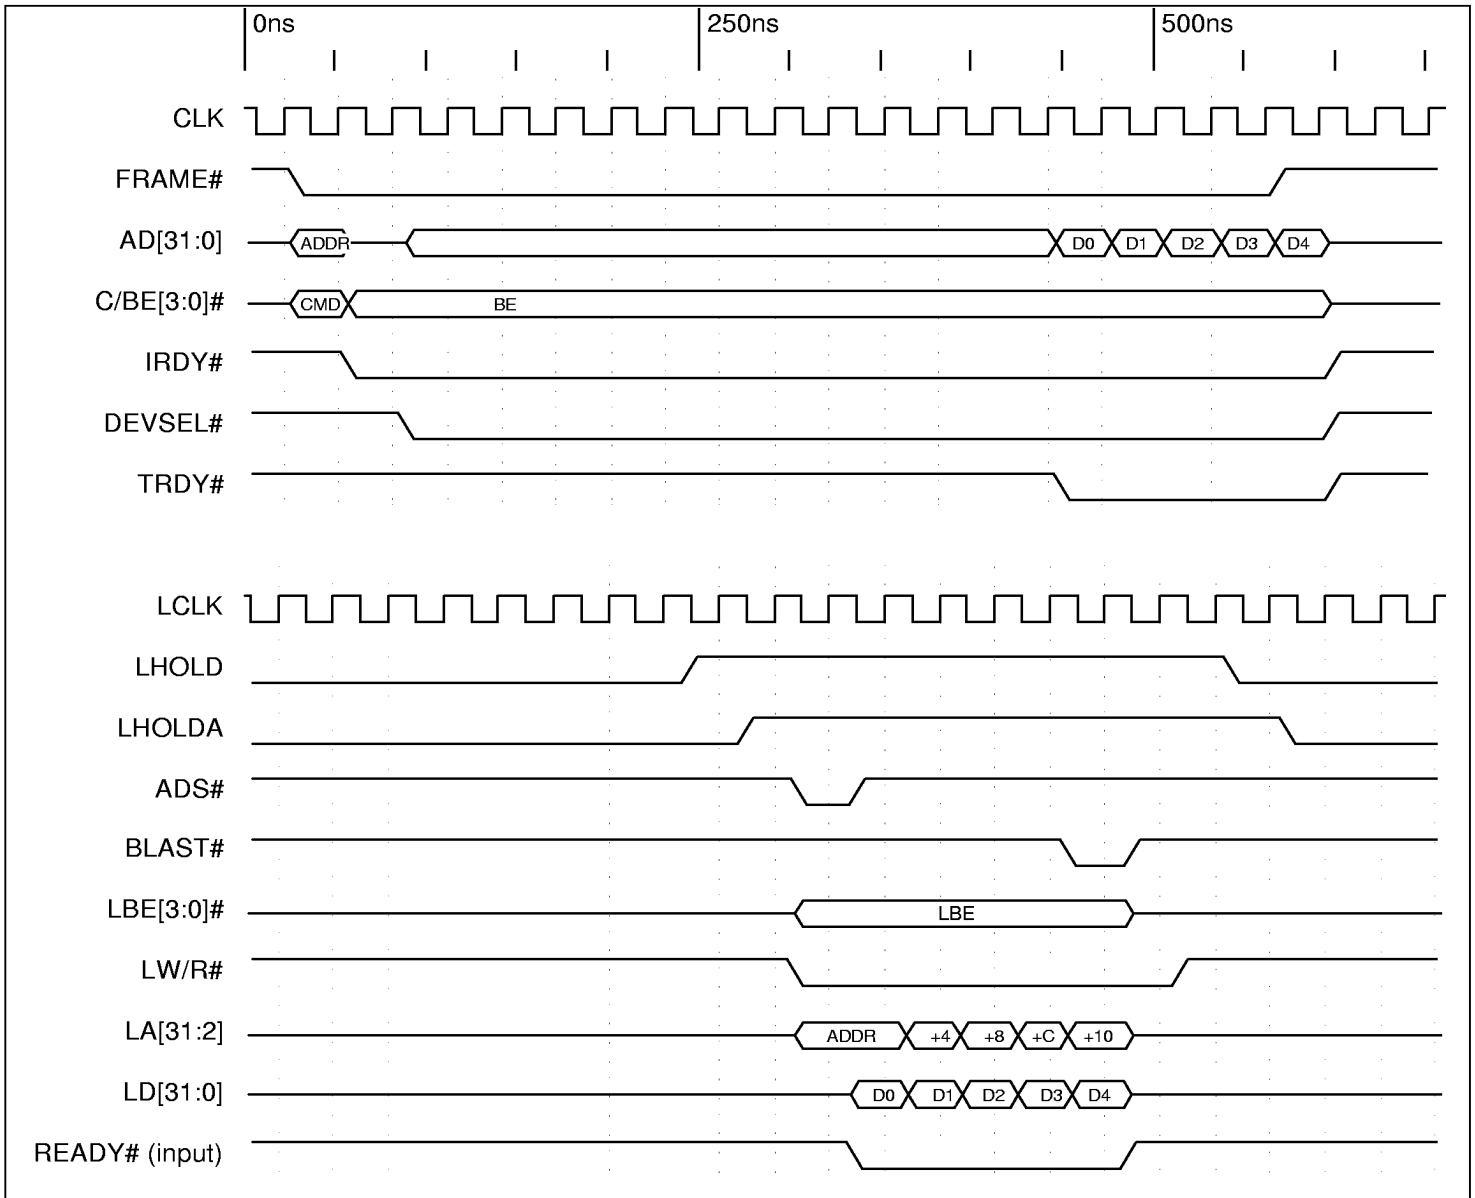 0ns 250ns 500ns
CLK
FRAME#
AD[31:0] ADDR D0 D1 D2 D3 D4
C/BE[3:0]# CMD BE
IRDY#
DEVSEL#
TRDY#
LCLK
LHOLD
LHOLDA
ADS#
BLAST#
LBE[3:0]# LBE
LW/R#
LA[31:2] ADDR +4 +8 +C +10
LD[31:0] D0 D1 D2 D3 D4
READY# (input)